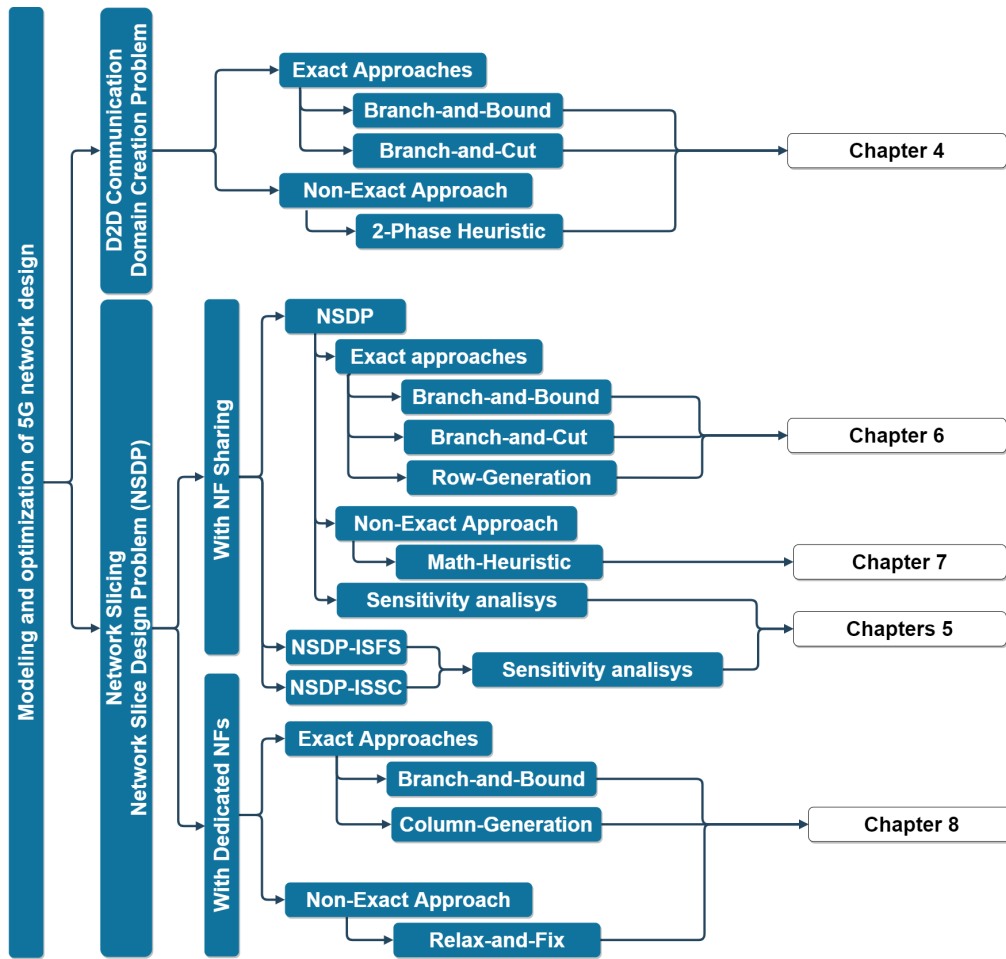 Modeling and optimization of 5G network design
D2D Communication
Domain Creation Problem
Exact Approaches
Branch-and-Bound
Branch-and-Cut
Non-Exact Approach
2-Phase Heuristic
Chapter 4
Network Slicing
Network Slice Design Problem (NSDP)
With NF Sharing
NSDP
Exact approaches
Branch-and-Bound
Branch-and-Cut
Row-Generation
Chapter 6
Non-Exact Approach
Math-Heuristic
Chapter 7
Sensitivity analisys
Chapters 5
NSDP-ISFS
NSDP-ISSC
Sensitivity analisys
With Dedicated NFs
Exact Approaches
Branch-and-Bound
Column-Generation
Chapter 8
Non-Exact Approach
Relax-and-Fix